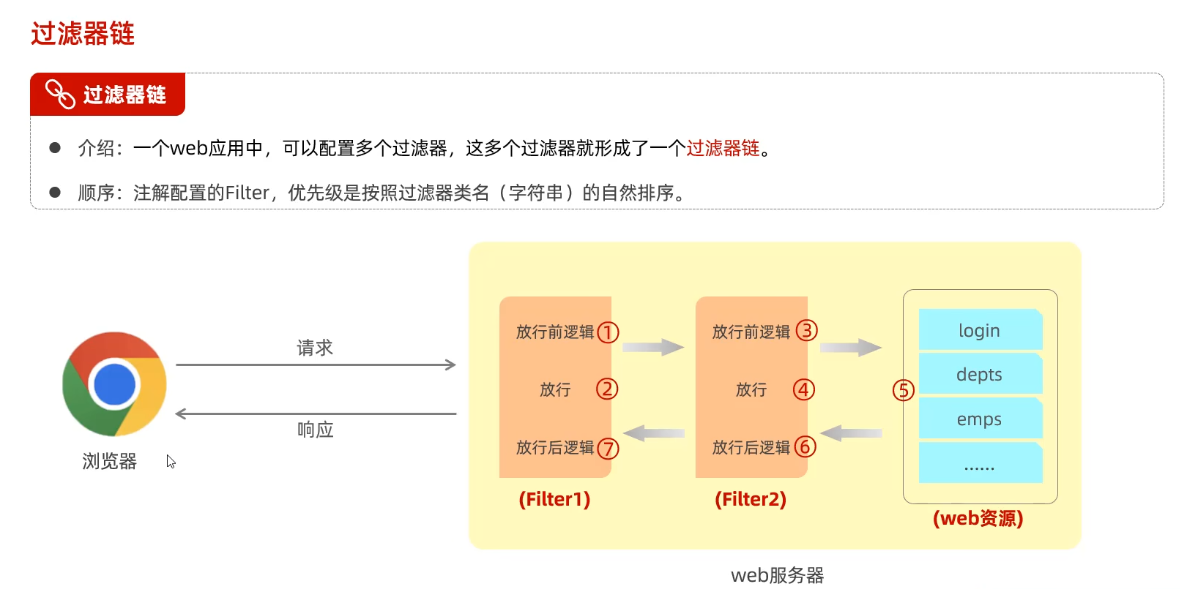 过滤器链
过滤器链
● 介绍：一个web应用中，可以配置多个过滤器，这多个过滤器就形成了一个过滤器链。
● 顺序：注解配置的Filter，优先级是按照过滤器类名（字符串）的自然排序。
请求
响应
浏览器
放行前逻辑①
放行 ②
放行后逻辑⑦
(Filter1)
放行前逻辑③
放行 ④
放行后逻辑⑥
(Filter2)
⑤
login
depts
emps
......
(web资源)
web服务器